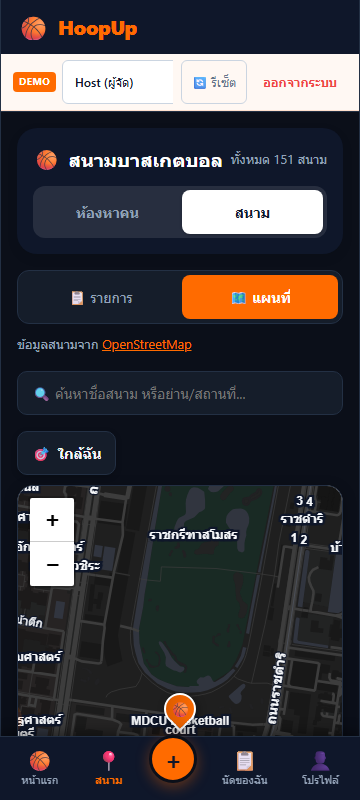 HoopUp
DEMO Host (ผู้จัด) รีเซ็ต ออกจากระบบ
สนามบาสเกตบอล ทั้งหมด 151 สนาม
ห้องหาคน สนาม
รายการ แผนที่
ข้อมูลสนามจาก OpenStreetMap
ค้นหาชื่อสนาม หรือย่าน/สถานที่...
ใกล้ฉัน
+
−
3 4
ราชดำริ
1 2
ราชกรีฑาสโมสร
ถนนราชดำริ
MDCU
court
+
หน้าแรก สนาม นัดของฉัน โปรไฟล์